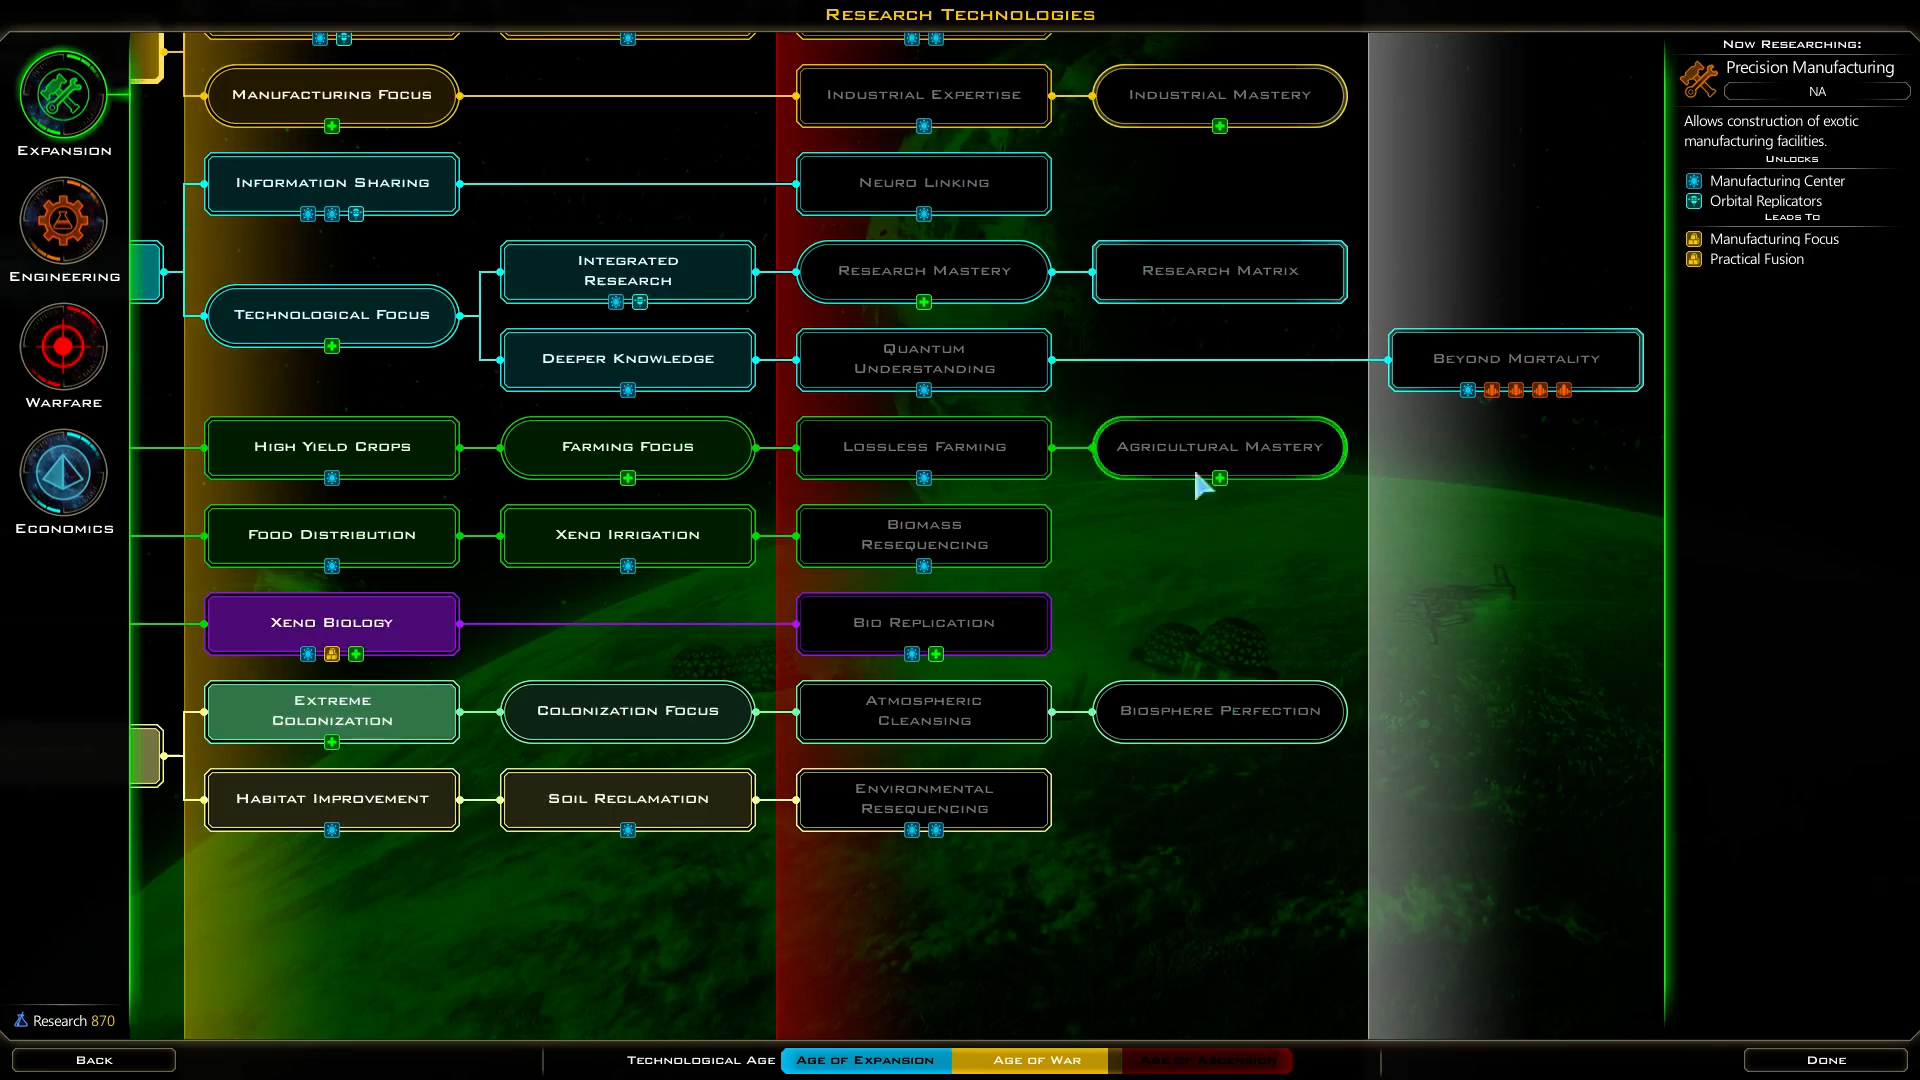 Research Technologies
Expansion
Engineering
Warfare
Economics
Manufacturing Focus
Industrial Expertise
Industrial Mastery
Information Sharing
Neuro Linking
Integrated
Research
Research Mastery
Research Matrix
Technological Focus
Deeper Knowledge
Quantum
Understanding
Beyond Mortality
High Yield Crops
Farming Focus
Lossless Farming
Agricultural Mastery
Food Distribution
Xeno Irrigation
Biomass
Resequencing
Xeno Biology
Bio Replication
Extreme
Colonization
Colonization Focus
Atmospheric
Cleansing
Biosphere Perfection
Habitat Improvement
Soil Reclamation
Environmental
Resequencing
Now Researching:
Precision Manufacturing
NA
Allows construction of exotic
manufacturing facilities.
Unlocks
Manufacturing Center
Orbital Replicators
Leads To
Manufacturing Focus
Practical Fusion
Research 870
Back
Technological Age
Age of Expansion
Age of War
Age of Ascension
Done